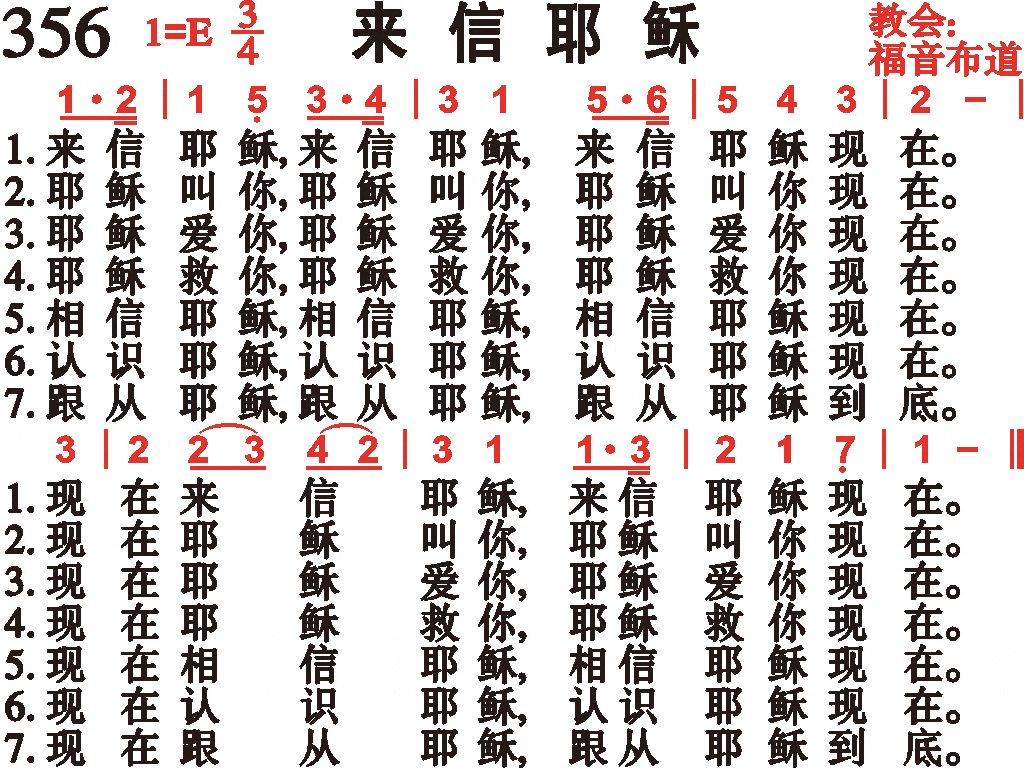 356 1=E 3/4 来信耶稣 教会:
福音布道
1·2 | 1 5̣ 3·4 | 3 1 5·6 | 5 4 3 | 2 - |
1.来信耶稣,来信耶稣,来信耶稣现在。
2.耶稣叫你,耶稣叫你,耶稣叫你现在。
3.耶稣爱你,耶稣爱你,耶稣爱你现在。
4.耶稣救你,耶稣救你,耶稣救你现在。
5.相信耶稣,相信耶稣,相信耶稣现在。
6.认识耶稣,认识耶稣,认识耶稣现在。
7.跟从耶稣,跟从耶稣,跟从耶稣到底。
3 | 2 2 3 4 2 | 3 1 1·3 | 2 1 7̣ | 1 - ‖
1.现在来信耶稣,来信耶稣现在。
2.现在耶稣叫你,耶稣叫你现在。
3.现在耶稣爱你,耶稣爱你现在。
4.现在耶稣救你,耶稣救你现在。
5.现在相信耶稣,相信耶稣现在。
6.现在认识耶稣,认识耶稣现在。
7.现在跟从耶稣,跟从耶稣到底。